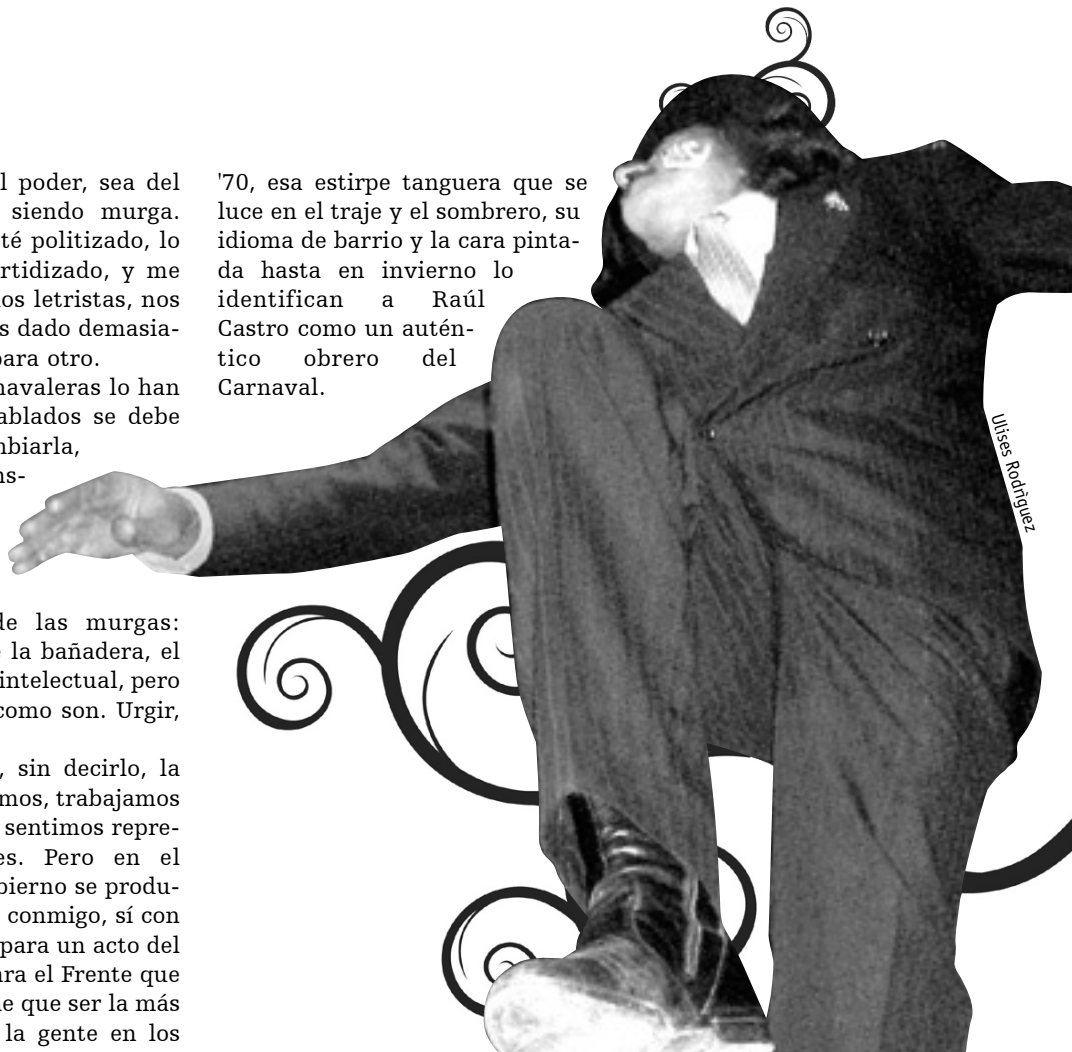 l poder, sea del
siendo murga.
té politizado, lo
rtidizado, y me
os letristas, nos
s dado demasia-
para otro.
navaleras lo han
ablados se debe
mbiarla,
ns-
de las murgas:
e la bañadera, el
intelectual, pero
como son. Urgir,
, sin decirlo, la
mos, trabajamos
sentimos repre-
es. Pero en el
bierno se produ-
conmigo, sí con
para un acto del
ara el Frente que
ne que ser la más
la gente en los
'70, esa estirpe tanguera que se
luce en el traje y el sombrero, su
idioma de barrio y la cara pinta-
da hasta en invierno lo
identifican a Raúl
Castro como un autén-
tico obrero del
Carnaval.
Ulises Rodrìguez